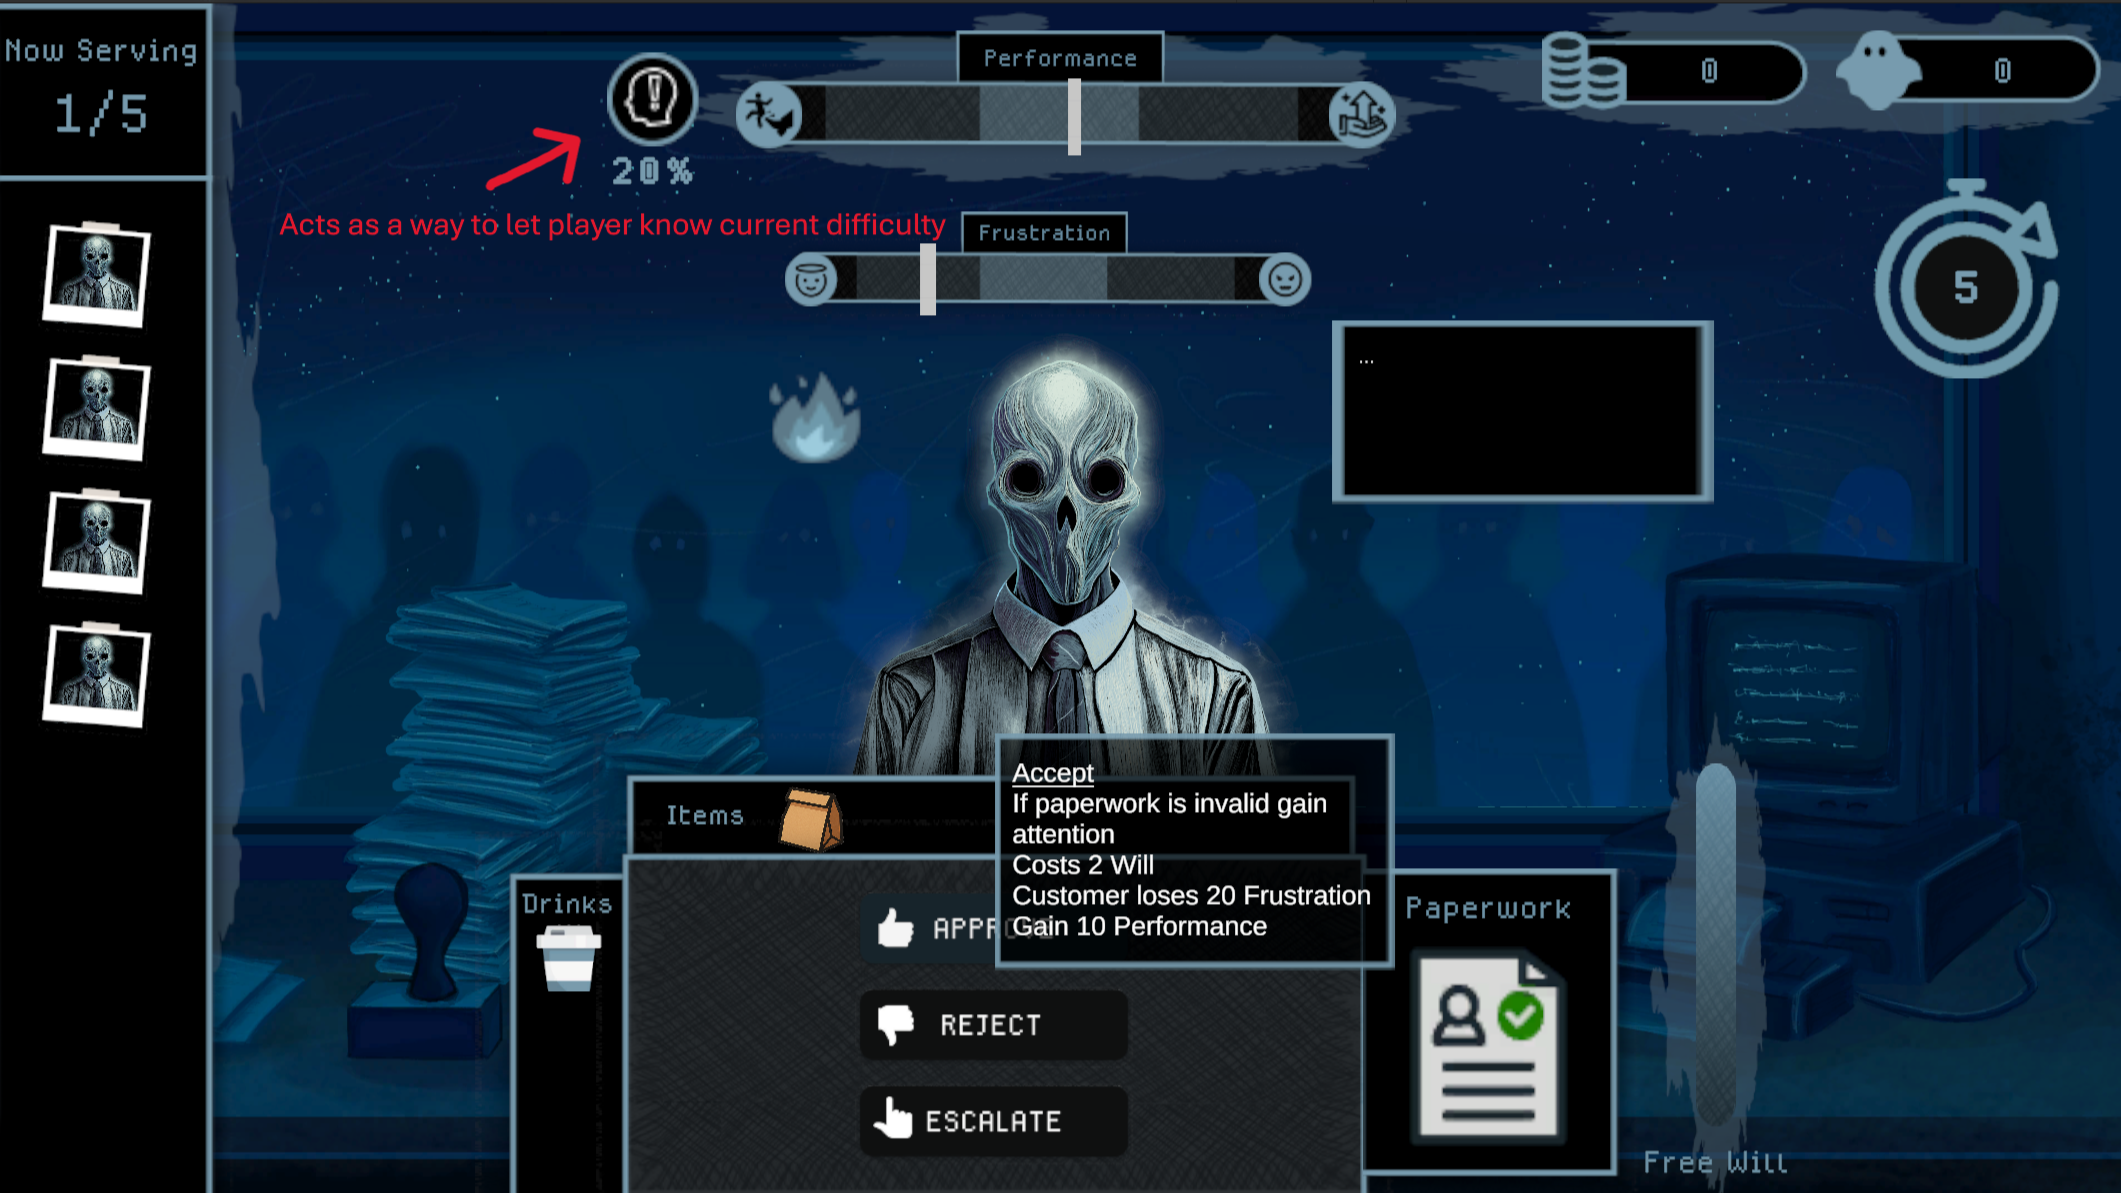 Now Serving
1/5
Performance
0
0
20%
Acts as a way to let player know current difficulty
Frustration
5
...
Items
Accept
If paperwork is invalid gain
attention
Costs 2 Will
Customer loses 20 Frustration
Gain 10 Performance
Drinks
APPROVE
REJECT
ESCALATE
Paperwork
Free Will